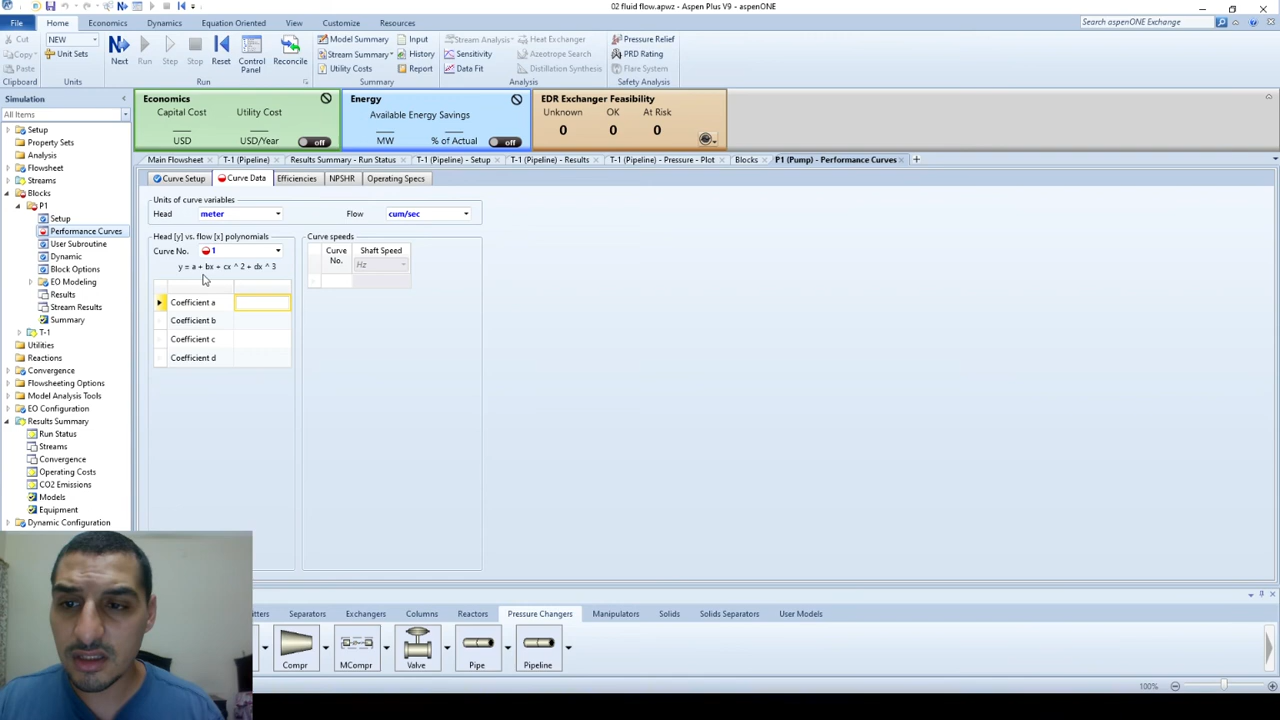 02 fluid flow.apwz - Aspen Plus V9 - aspenONE
File Home Economics Dynamics Equation Oriented View Customize Resources Search aspenONE Exchange
Cut NEW Model Summary Input Stream Analysis Heat Exchanger Pressure Relief
Copy Unit Sets Next Run Step Stop Reset Control Panel Reconcile Stream Summary History Sensitivity Azeotrope Search PRD Rating
Paste Utility Costs Report Data Fit Distillation Synthesis Flare System
Clipboard Units Run Summary Analysis Safety Analysis
Simulation
All Items
Setup
Property Sets
Analysis
Flowsheet
Streams
Blocks
P1
Setup
Performance Curves
User Subroutine
Dynamic
Block Options
EO Modeling
Results
Stream Results
Summary
T-1
Utilities
Reactions
Convergence
Flowsheeting Options
Model Analysis Tools
EO Configuration
Results Summary
Run Status
Streams
Convergence
Operating Costs
CO2 Emissions
Models
Equipment
Dynamic Configuration
Economics
Capital Cost Utility Cost
USD USD/Year off
Energy
Available Energy Savings
MW % of Actual off
EDR Exchanger Feasibility
Unknown OK At Risk
0 0 0
Main Flowsheet T-1 (Pipeline) Results Summary - Run Status T-1 (Pipeline) - Setup T-1 (Pipeline) - Results T-1 (Pipeline) - Pressure - Plot Blocks P1 (Pump) - Performance Curves
Curve Setup Curve Data Efficiencies NPSHR Operating Specs
Units of curve variables
Head meter Flow cum/sec
Head [y] vs. flow [x] polynomials
Curve No. 1
y = a + bx + cx ^ 2 + dx ^ 3
Coefficient a
Coefficient b
Coefficient c
Coefficient d
Curve speeds
Curve No. Shaft Speed
Hz
Separators Exchangers Columns Reactors Pressure Changers Manipulators Solids Solids Separators User Models
Compr MCompr Valve Pipe Pipeline
100%